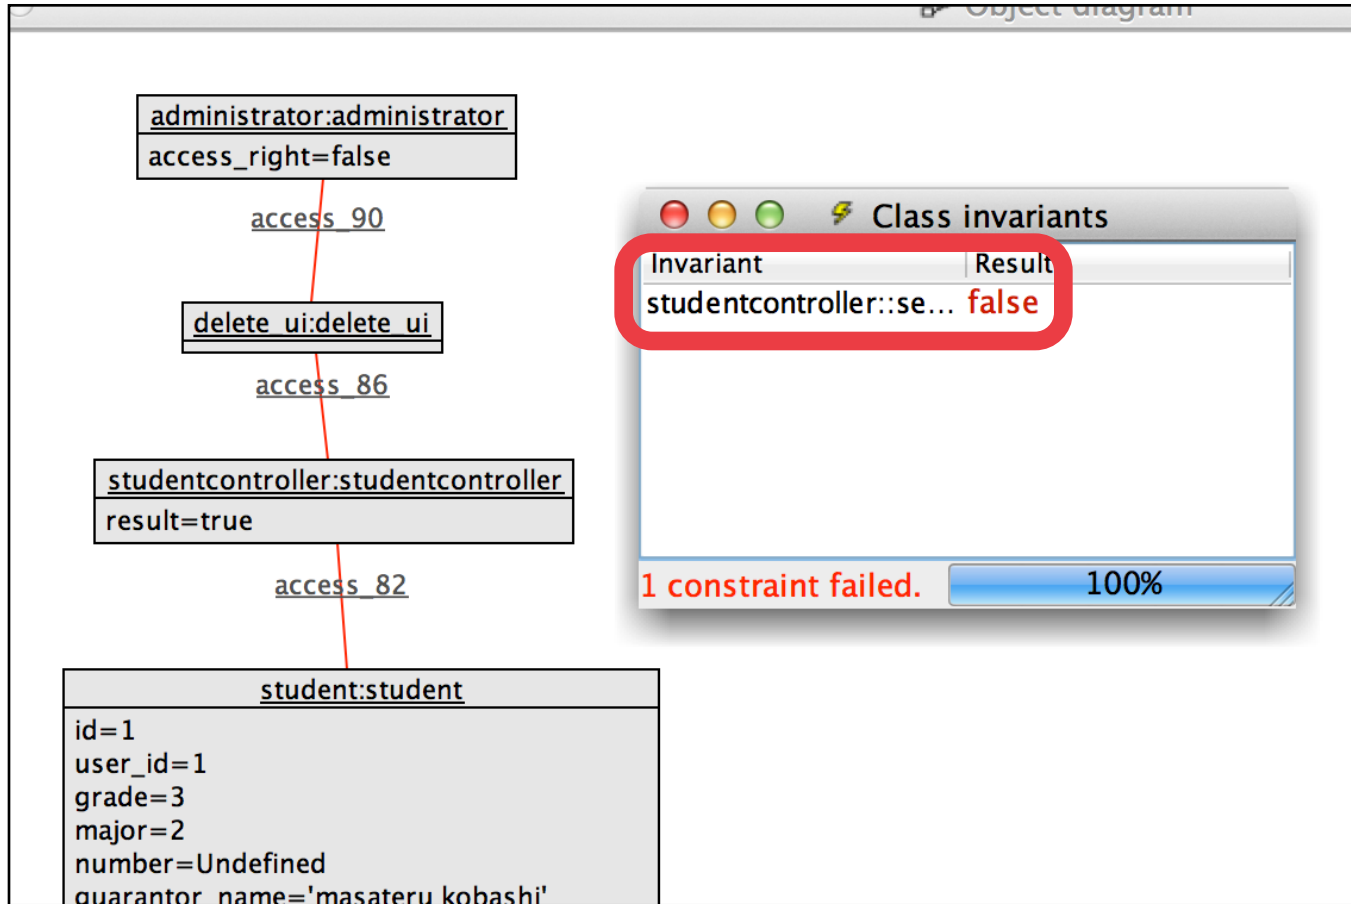 Object diagram
administrator:administrator
access_right=false
access_90
delete_ui:delete_ui
access_86
studentcontroller:studentcontroller
result=true
access_82
student:student
id=1
user_id=1
grade=3
major=2
number=Undefined
guarantor_name='masateru kobashi'
Class invariants
Invariant Result
studentcontroller::se... false
1 constraint failed. 100%